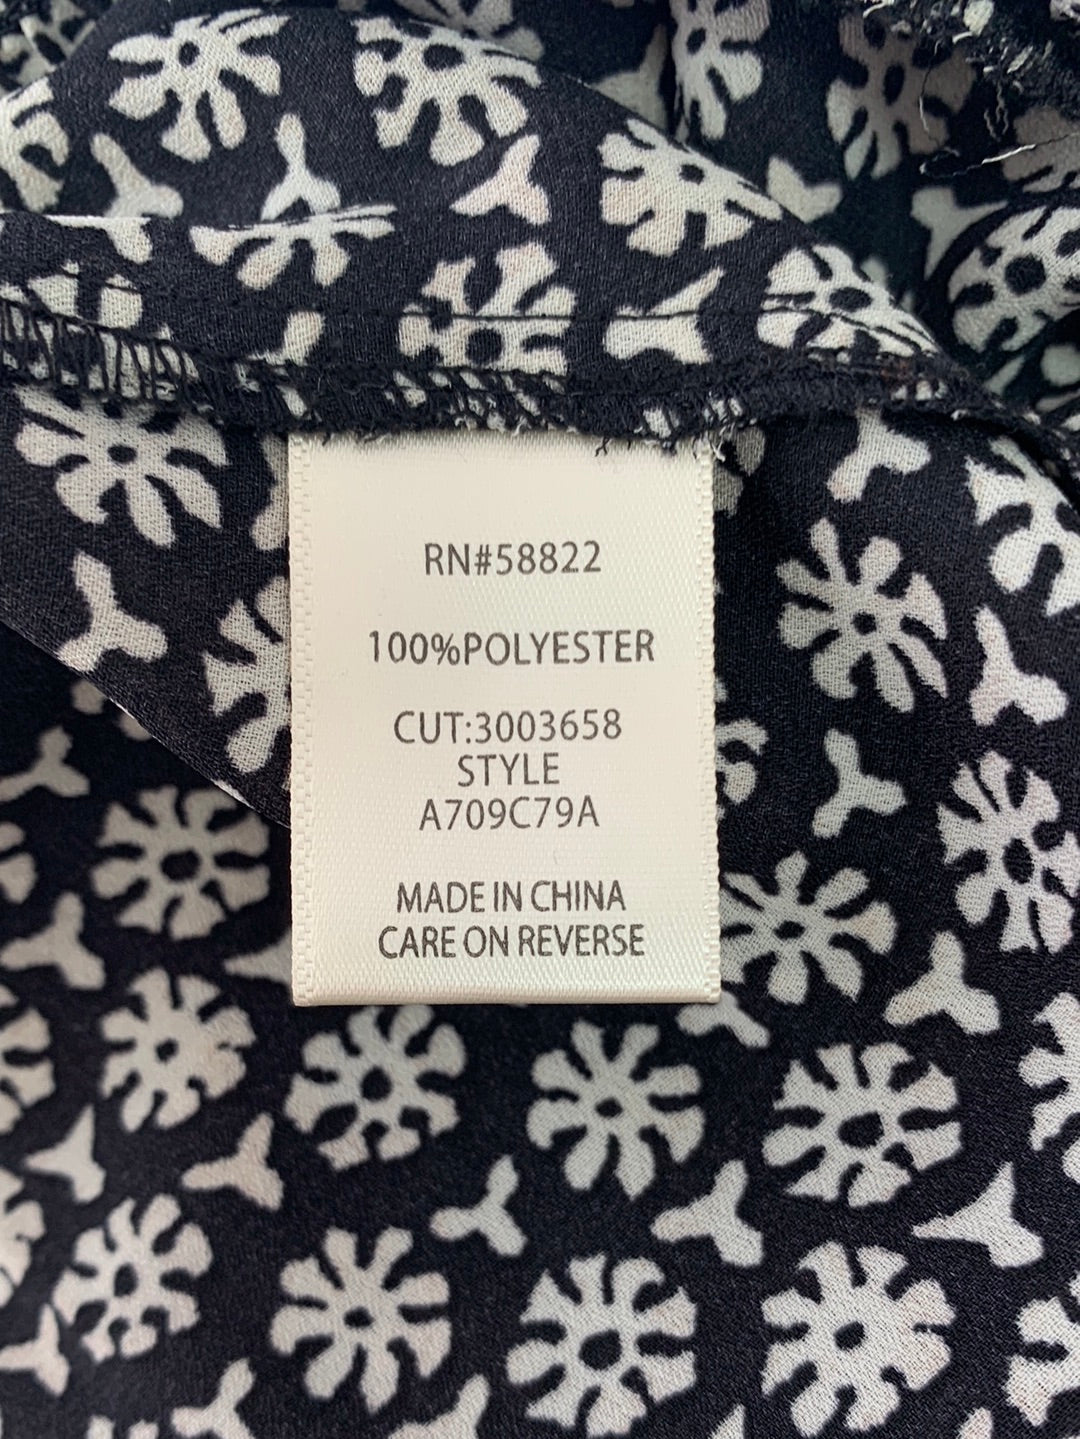 RN#58822
100%POLYESTER
CUT:3003658
STYLE
A709C79A
MADE IN CHINA
CARE ON REVERSE